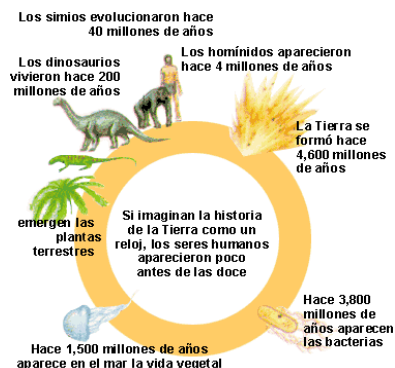 Los simios evolucionaron hace
40 millones de años
Los homínidos aparecieron
hace 4 millones de años
Los dinosaurios
vivieron hace 200
millones de años
La Tierra se
formó hace
4,600 millones
de años
emergen las
plantas
terrestres
Si imaginan la historia
de la Tierra como un
reloj, los seres humanos
aparecieron poco
antes de las doce
Hace 3,800
millones de
años aparecen
las bacterias
Hace 1,500 millones de años
aparece en el mar la vida vegetal